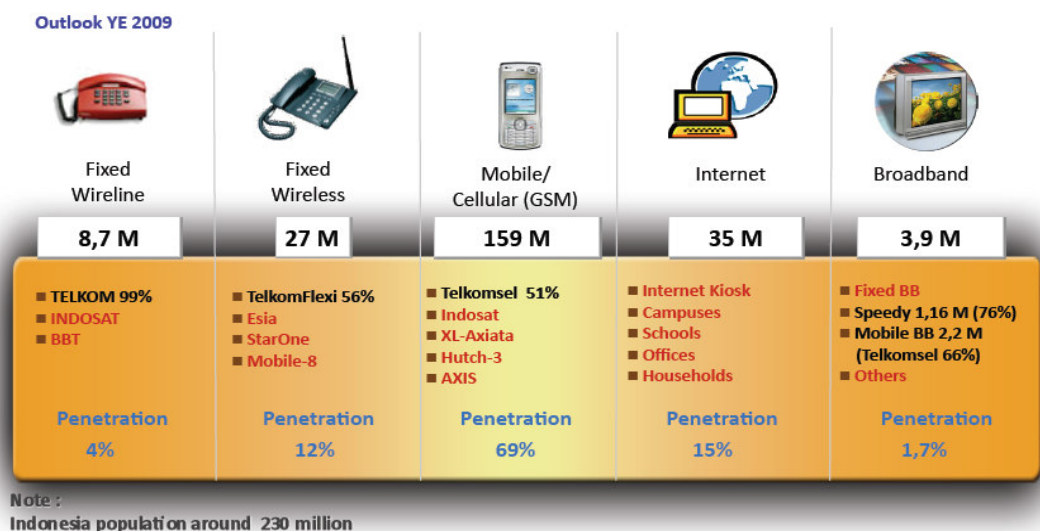 Outlook YE 2009
Fixed
Wireline
8,7 M
TELKOM 99%
INDOSAT
BBT
Penetration
4%
Fixed
Wireless
27 M
TelkomFlexi 56%
Esia
StarOne
Mobile-8
Penetration
12%
Mobile/
Cellular (GSM)
159 M
Telkomsel 51%
Indosat
XL-Axiata
Hutch-3
AXIS
Penetration
69%
Internet
35 M
Internet Kiosk
Campuses
Schools
Offices
Households
Penetration
15%
Broadband
3,9 M
Fixed BB
Speedy 1,16 M (76%)
Mobile BB 2,2 M
(Telkomsel 66%)
Others
Penetration
1,7%
Note :
Indonesia population around 230 million